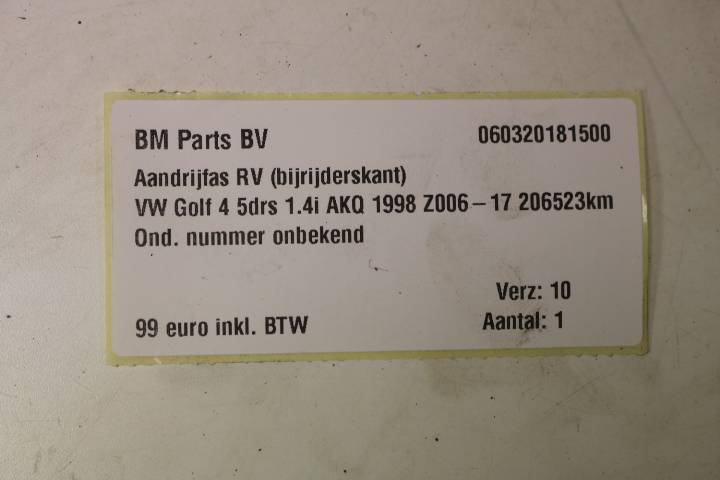 BM Parts BV 060320181500
Aandrijfas RV (bijrijderskant)
VW Golf 4 5drs 1.4i AKQ 1998 Z006-17 206523km
Ond. nummer onbekend
Verz: 10
99 euro inkl. BTW Aantal: 1